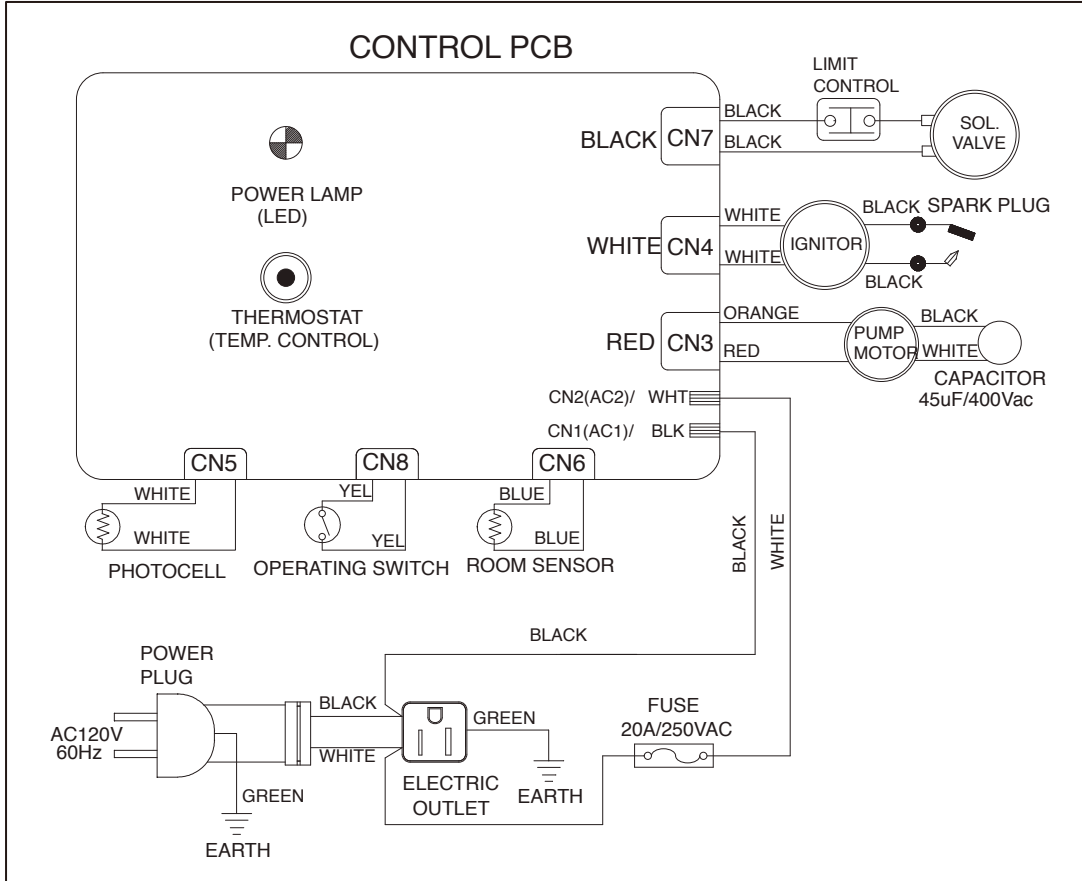 CONTROL PCB
POWER LAMP
(LED)
THERMOSTAT
(TEMP. CONTROL)
BLACK
CN7
BLACK
BLACK
LIMIT
CONTROL
SOL.
VALVE
WHITE
CN4
WHITE
WHITE
IGNITOR
BLACK
SPARK PLUG
BLACK
RED
CN3
ORANGE
RED
PUMP
MOTOR
BLACK
WHITE
CAPACITOR
45uF/400Vac
CN2(AC2)/ WHT
CN1(AC1)/ BLK
CN5
WHITE
WHITE
PHOTOCELL
CN8
YEL
YEL
OPERATING SWITCH
CN6
BLUE
BLUE
ROOM SENSOR
BLACK
WHITE
BLACK
POWER
PLUG
AC120V
60Hz
BLACK
WHITE
GREEN
EARTH
ELECTRIC
OUTLET
GREEN
EARTH
FUSE
20A/250VAC